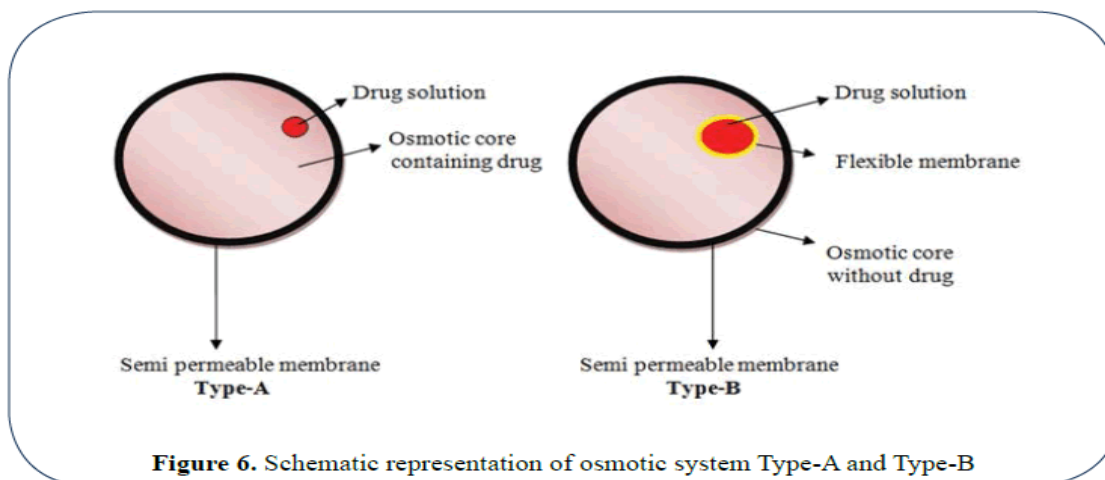 Drug solution
Osmotic core
containing drug
Semi permeable membrane
Type-A
Drug solution
Flexible membrane
Osmotic core
without drug
Semi permeable membrane
Type-B
Figure 6. Schematic representation of osmotic system Type-A and Type-B